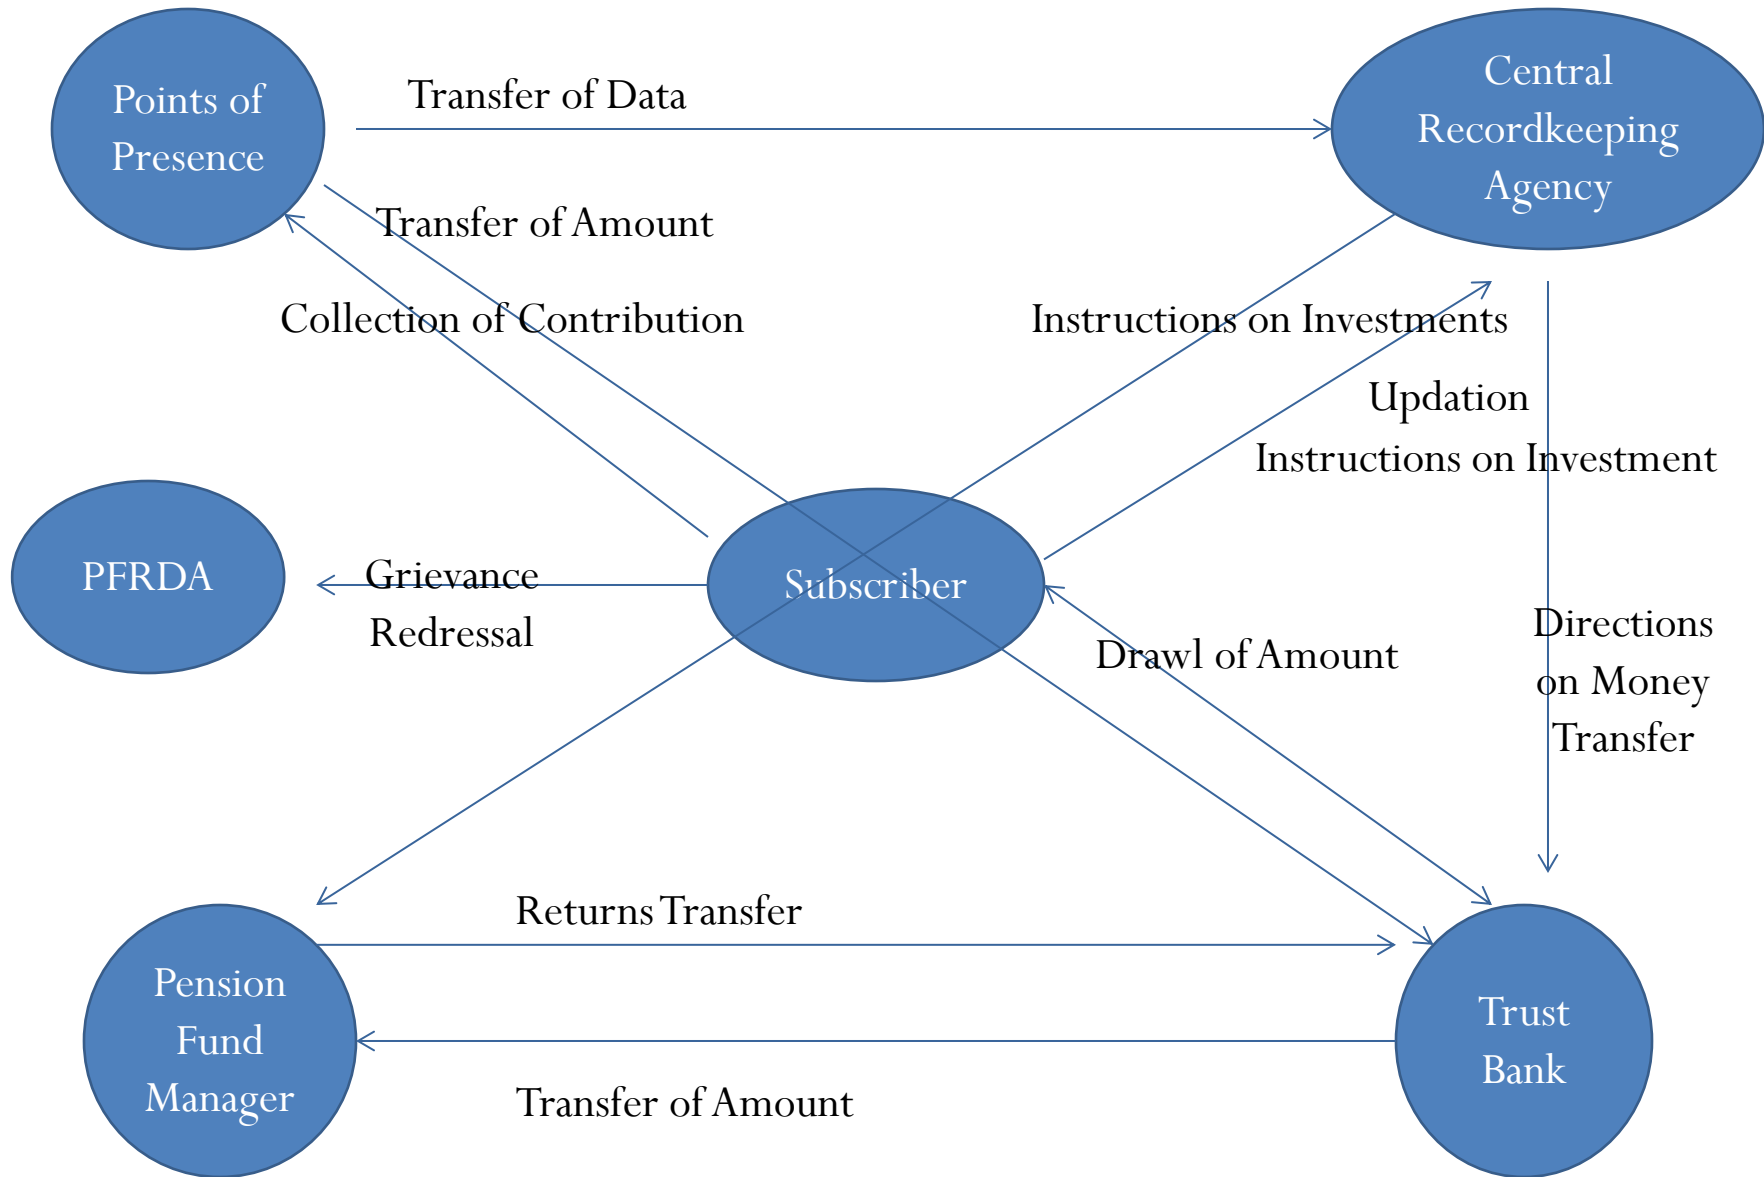 Points of
Presence
Transfer of Data
Central
Recordkeeping
Agency
Transfer of Amount
Collection of Contribution
Instructions on Investments
Updation
Instructions on Investment
PFRDA
Grievance
Redressal
Subscriber
Drawl of Amount
Directions
on Money
Transfer
Returns Transfer
Pension
Fund
Manager
Trust
Bank
Transfer of Amount